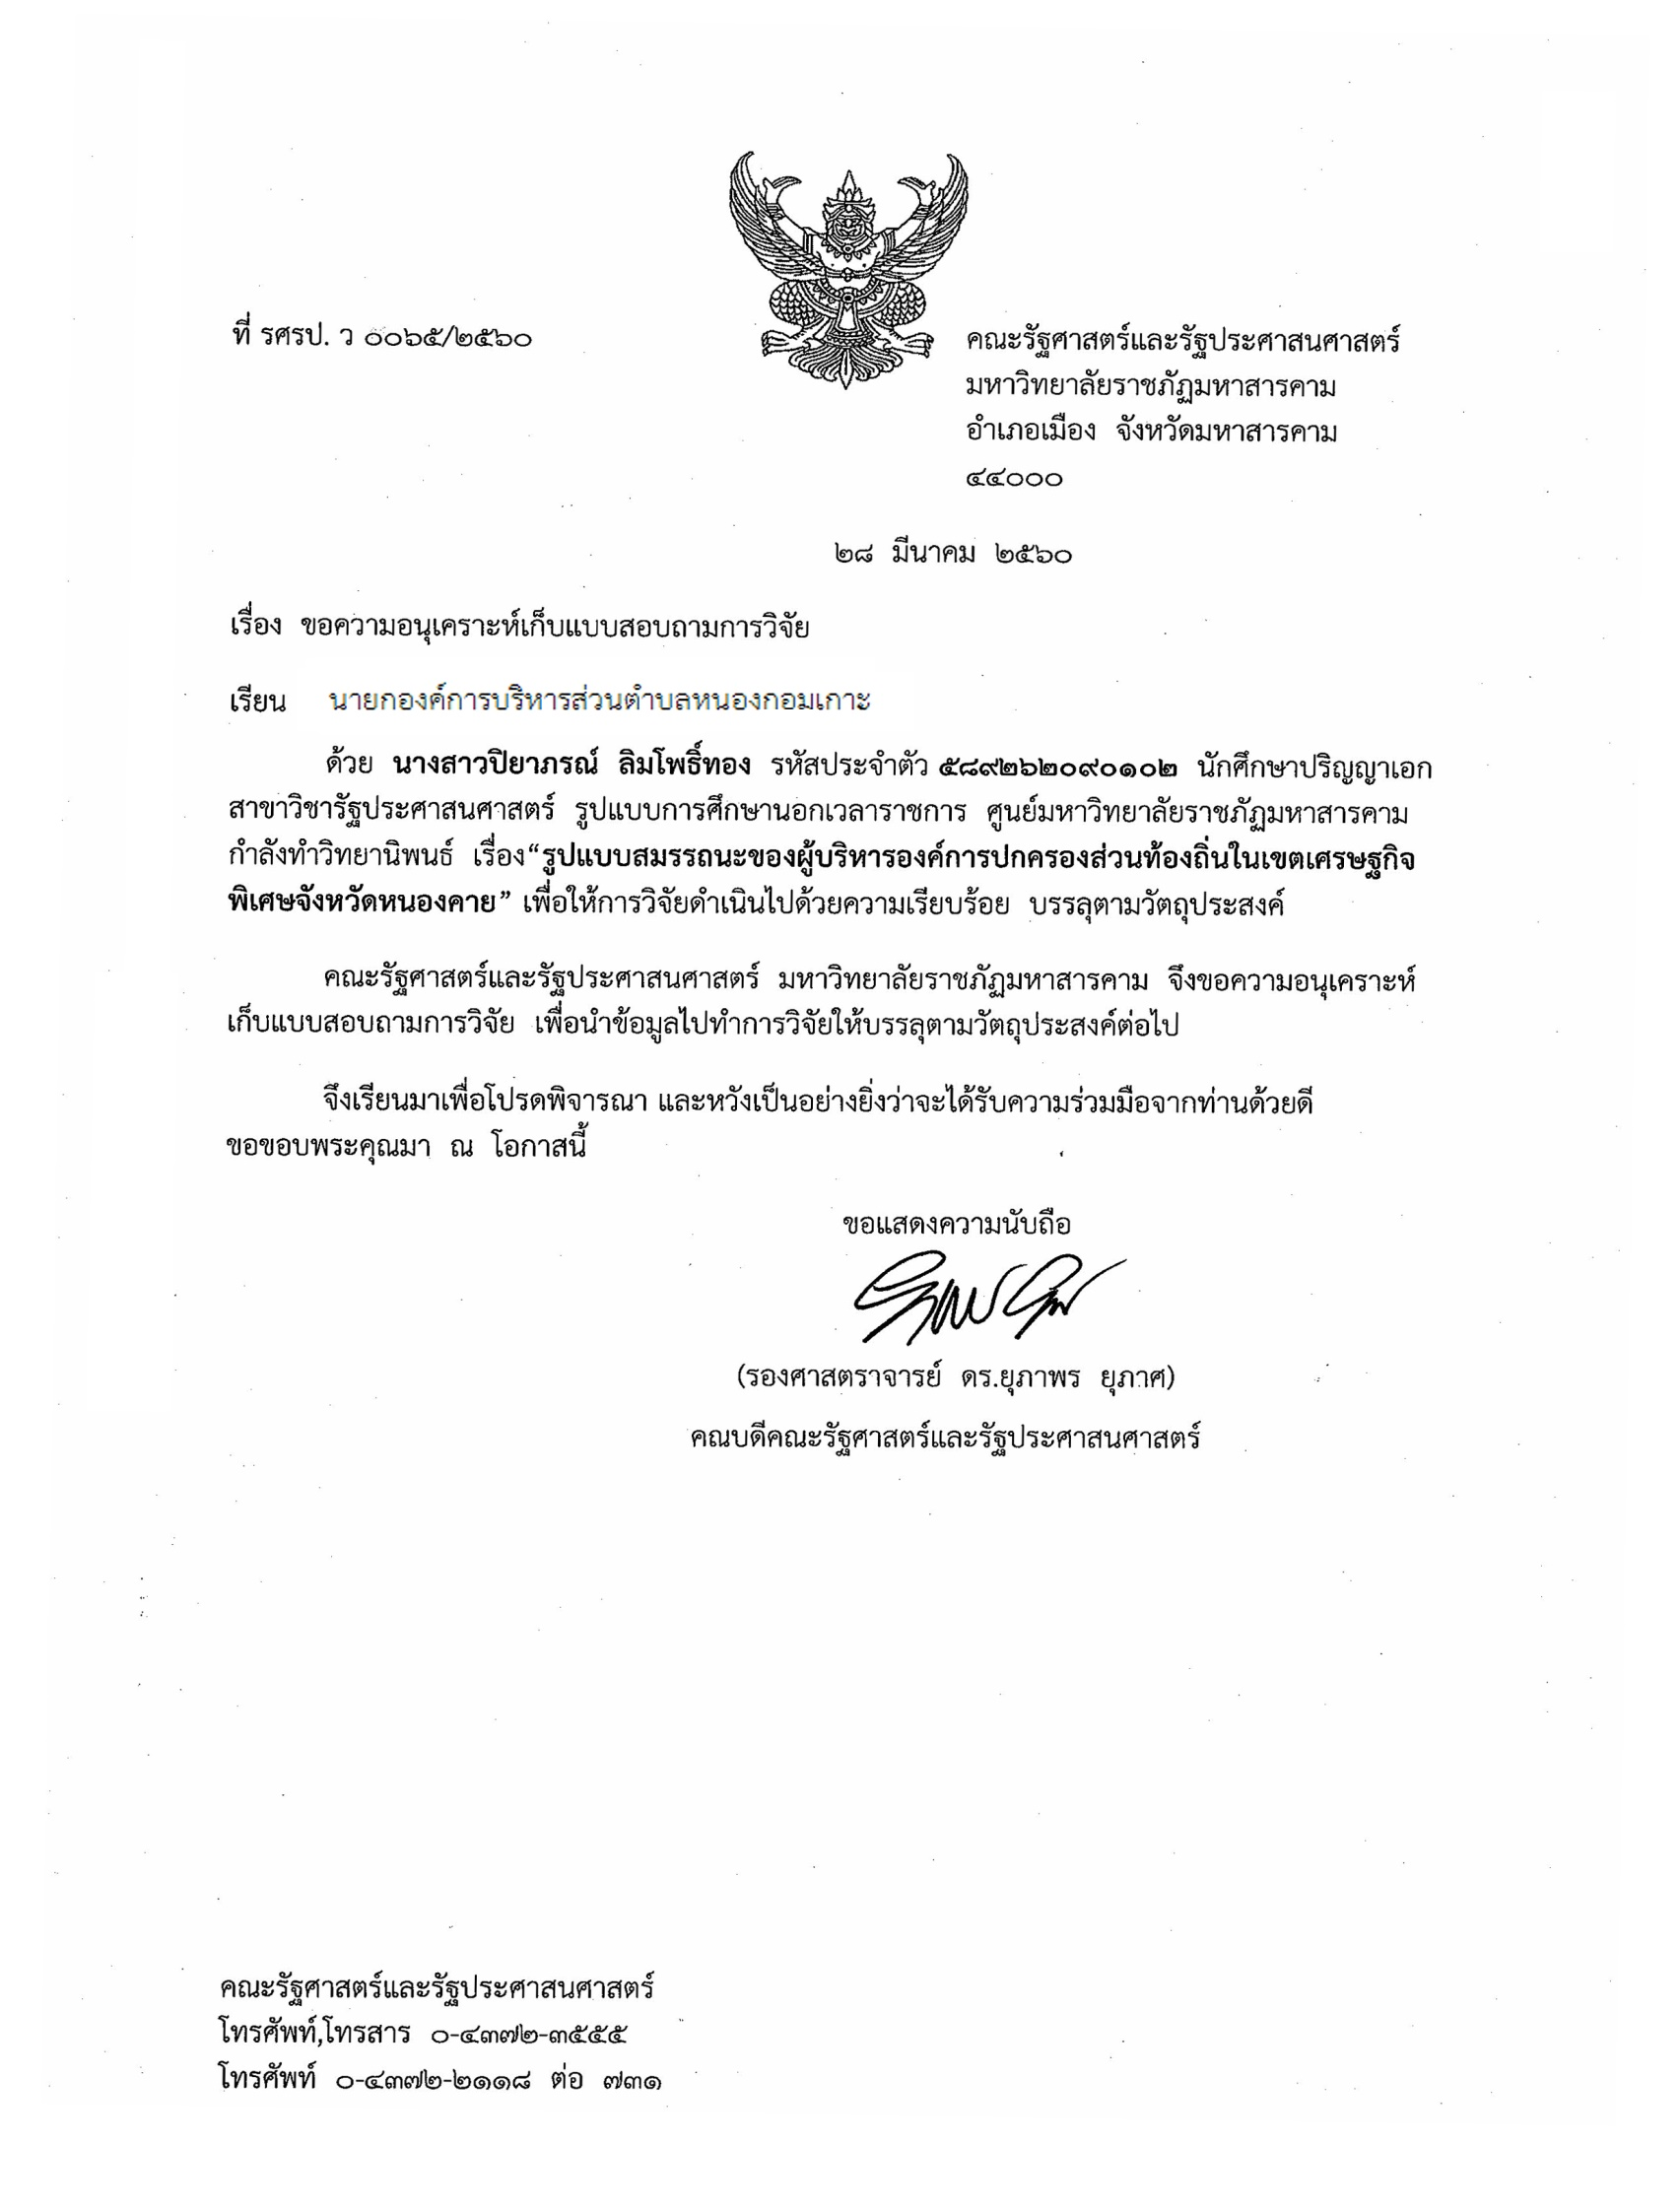 ที่ รศรป. ว ๐๐๖๕/๒๕๖๐
คณะรัฐศาสตร์และรัฐประศาสนศาสตร์
มหาวิทยาลัยราชภัฏมหาสารคาม
อำเภอเมือง จังหวัดมหาสารคาม
๔๔๐๐๐
๒๘ มีนาคม ๒๕๖๐
เรื่อง ขอความอนุเคราะห์เก็บแบบสอบถามการวิจัย
เรียน นายกองค์การบริหารส่วนตำบลหนองกอมเกาะ
ด้วย นางสาวปิยาภรณ์ ลิมโพธิ์ทอง รหัสประจำตัว ๕๘๙๒๖๒๐๙๐๑๐๒ นักศึกษาปริญญาเอก
สาขาวิชารัฐประศาสนศาสตร์ รูปแบบการศึกษานอกเวลาราชการ ศูนย์มหาวิทยาลัยราชภัฏมหาสารคาม
กำลังทำวิทยานิพนธ์ เรื่อง“รูปแบบสมรรถนะของผู้บริหารองค์การปกครองส่วนท้องถิ่นในเขตเศรษฐกิจ
พิเศษจังหวัดหนองคาย” เพื่อให้การวิจัยดำเนินไปด้วยความเรียบร้อย บรรลุตามวัตถุประสงค์
คณะรัฐศาสตร์และรัฐประศาสนศาสตร์ มหาวิทยาลัยราชภัฏมหาสารคาม จึงขอความอนุเคราะห์
เก็บแบบสอบถามการวิจัย เพื่อนำข้อมูลไปทำการวิจัยให้บรรลุตามวัตถุประสงค์ต่อไป
จึงเรียนมาเพื่อโปรดพิจารณา และหวังเป็นอย่างยิ่งว่าจะได้รับความร่วมมือจากท่านด้วยดี
ขอขอบพระคุณมา ณ โอกาสนี้
ขอแสดงความนับถือ
(รองศาสตราจารย์ ดร.ยุภาพร ยุภาศ)
คณบดีคณะรัฐศาสตร์และรัฐประศาสนศาสตร์
คณะรัฐศาสตร์และรัฐประศาสนศาสตร์
โทรศัพท์,โทรสาร ๐-๔๓๗๒-๓๕๕๕
โทรศัพท์ ๐-๔๓๗๒-๒๑๑๘ ต่อ ๗๓๑